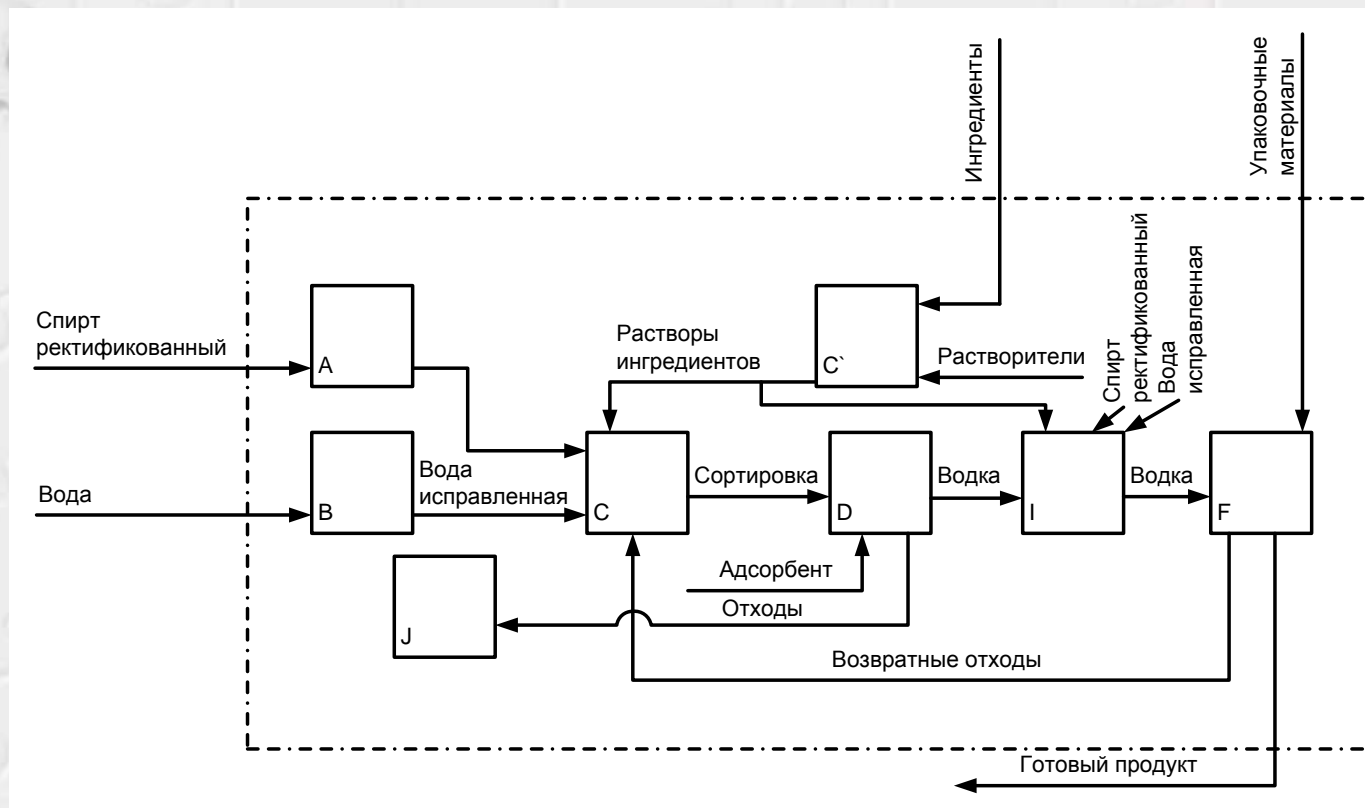 Ингредиенты
Упаковочные
материалы
Спирт
ректификованный
A
Растворы
ингредиентов
C`
Растворители
Спирт
ректификованный
Вода
исправленная
Вода
B
Вода
исправленная
C
Сортировка
D
Водка
I
Водка
F
Адсорбент
Отходы
J
Возвратные отходы
Готовый продукт